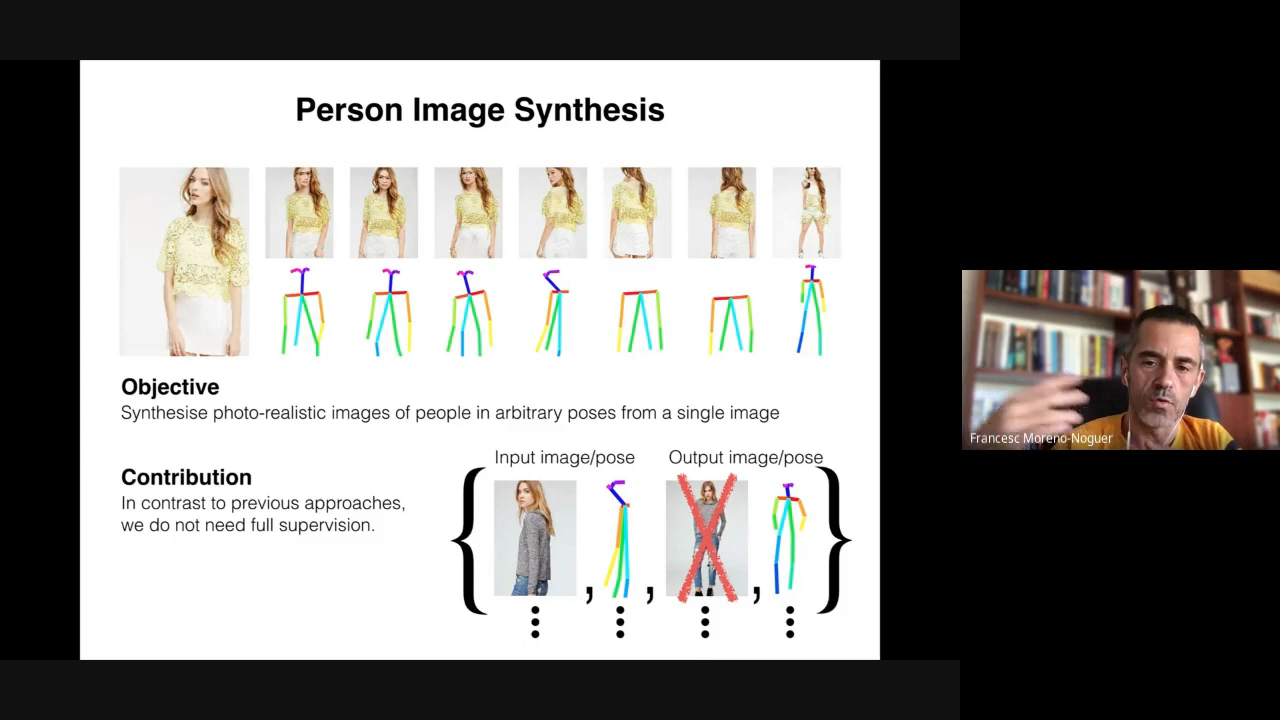 Person Image Synthesis
Objective
Synthesise photo-realistic images of people in arbitrary poses from a single image
Contribution
In contrast to previous approaches,
we do not need full supervision.
Input image/pose
Output image/pose
{ , , , }
Francesc Moreno-Noguer